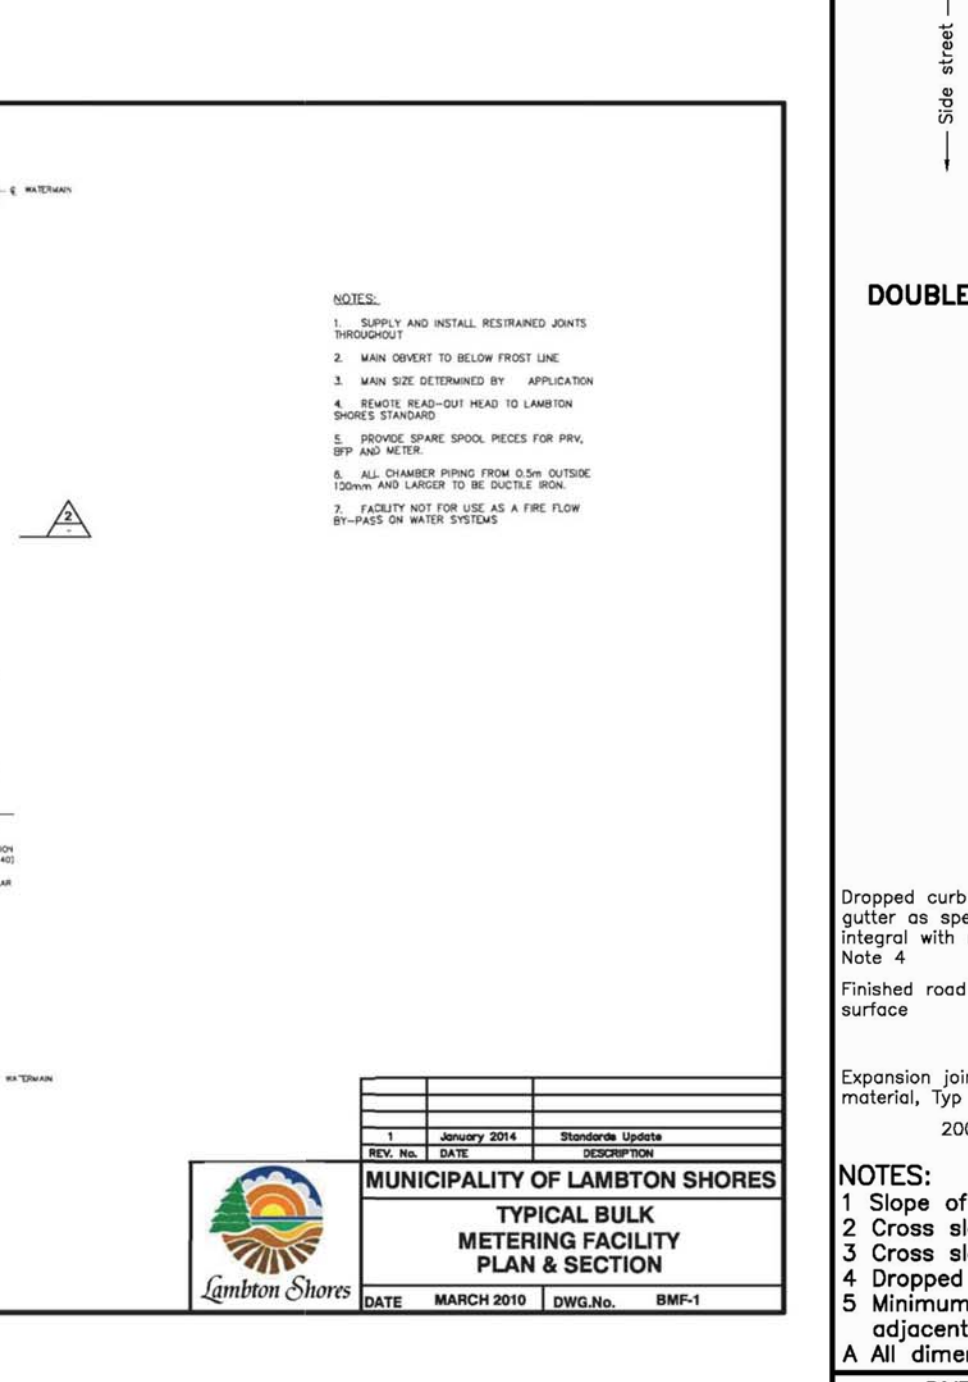 ℄ WATERMAIN
NOTES:
1. SUPPLY AND INSTALL RESTRAINED JOINTS
THROUGHOUT
2. MAIN OBVERT TO BELOW FROST LINE
3. MAIN SIZE DETERMINED BY APPLICATION
4. REMOTE READ-OUT HEAD TO LAMBTON
SHORES STANDARD
5. PROVIDE SPARE SPOOL PIECES FOR PRV,
BFP AND METER.
6. ALL CHAMBER PIPING FROM 0.5m OUTSIDE
100mm AND LARGER TO BE DUCTILE IRON.
7. FACILITY NOT FOR USE AS A FIRE FLOW
BY-PASS ON WATER SYSTEMS
2
-
ION
40)
AR
WATERMAIN
1 January 2014 Standards Update
REV. No. DATE DESCRIPTION
MUNICIPALITY OF LAMBTON SHORES
TYPICAL BULK
METERING FACILITY
PLAN & SECTION
Lambton Shores
DATE MARCH 2010 DWG.No. BMF-1
Side street
DOUBLE
Dropped curb
gutter as spe
integral with
Note 4
Finished road
surface
Expansion joi
material, Typ
200
NOTES:
1 Slope of
2 Cross sl
3 Cross sl
4 Dropped
5 Minimum
adjacent
A All dime